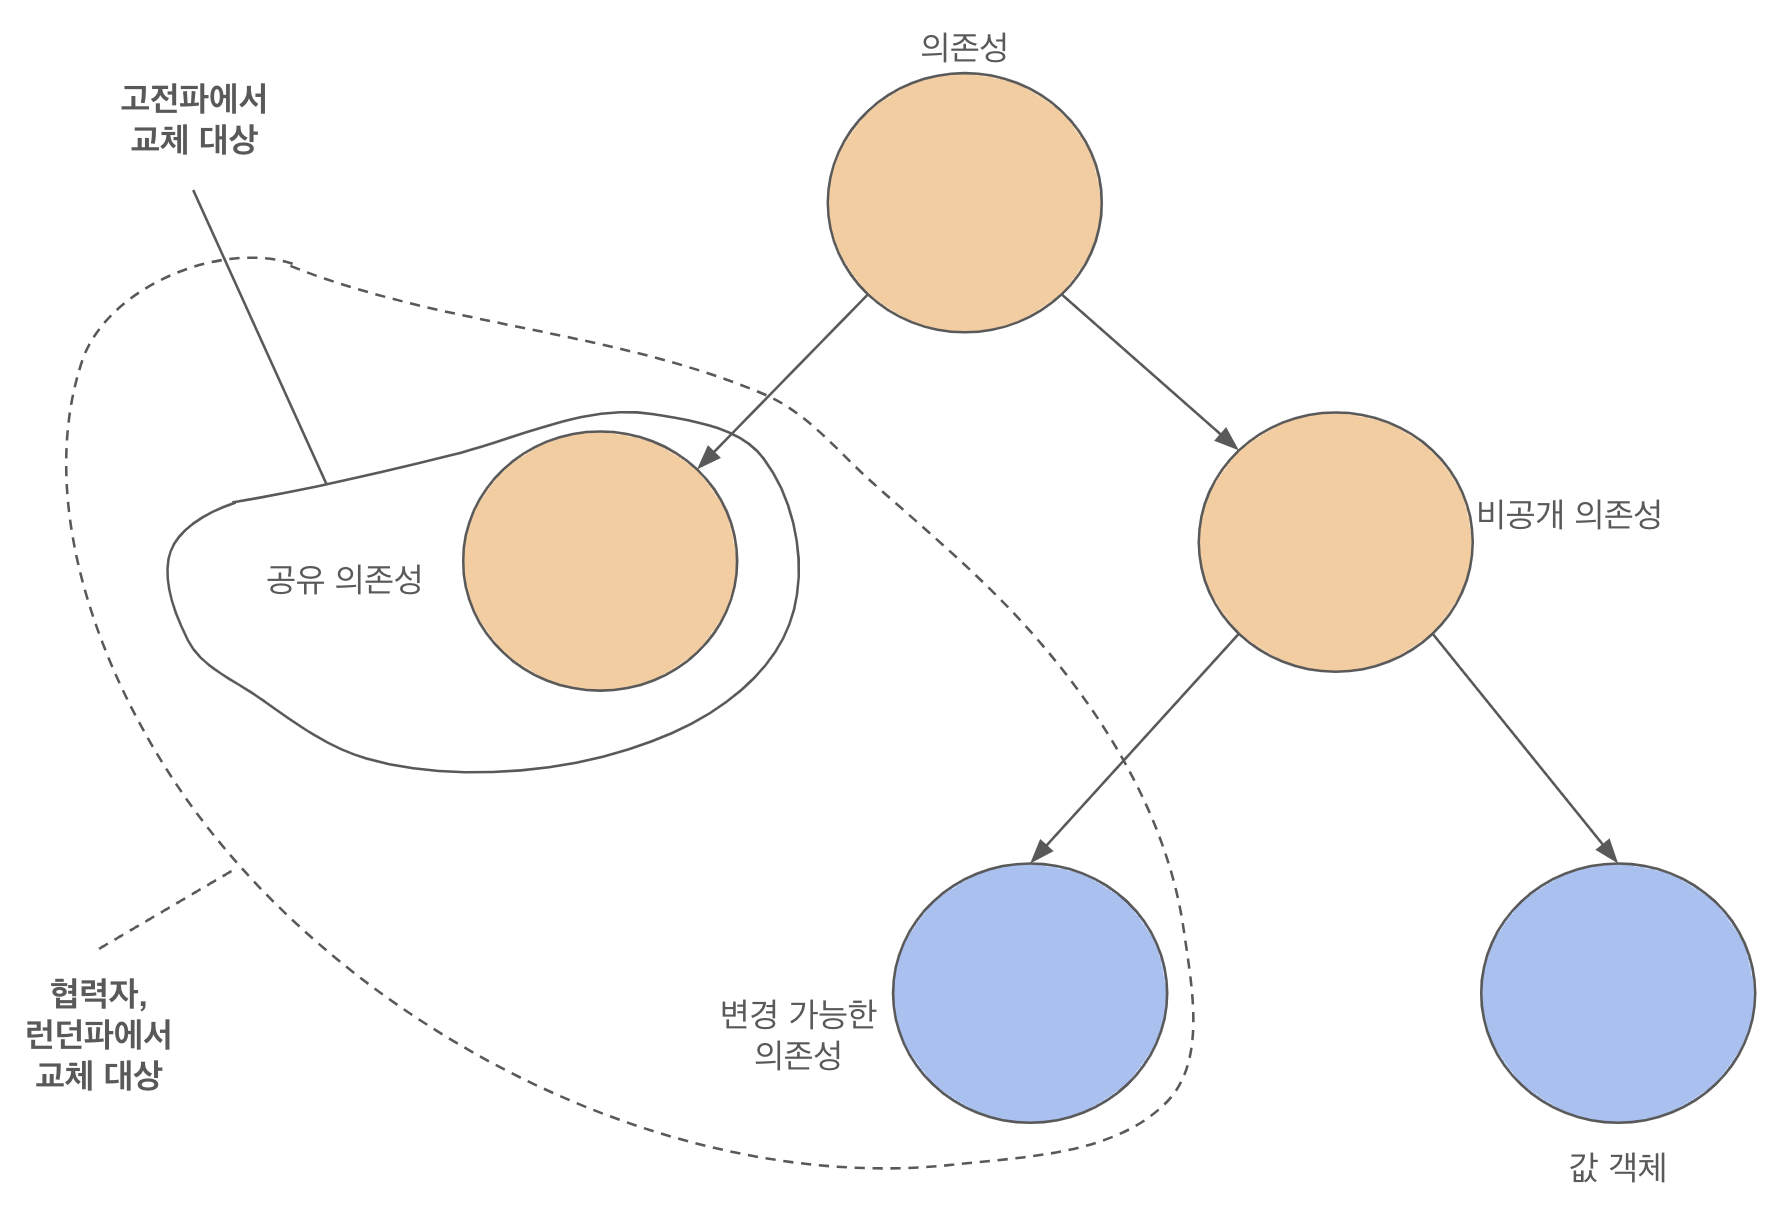 의존성
고전파에서
교체 대상
비공개 의존성
공유 의존성
협력자,
런던파에서
교체 대상
변경 가능한
의존성
값 객체